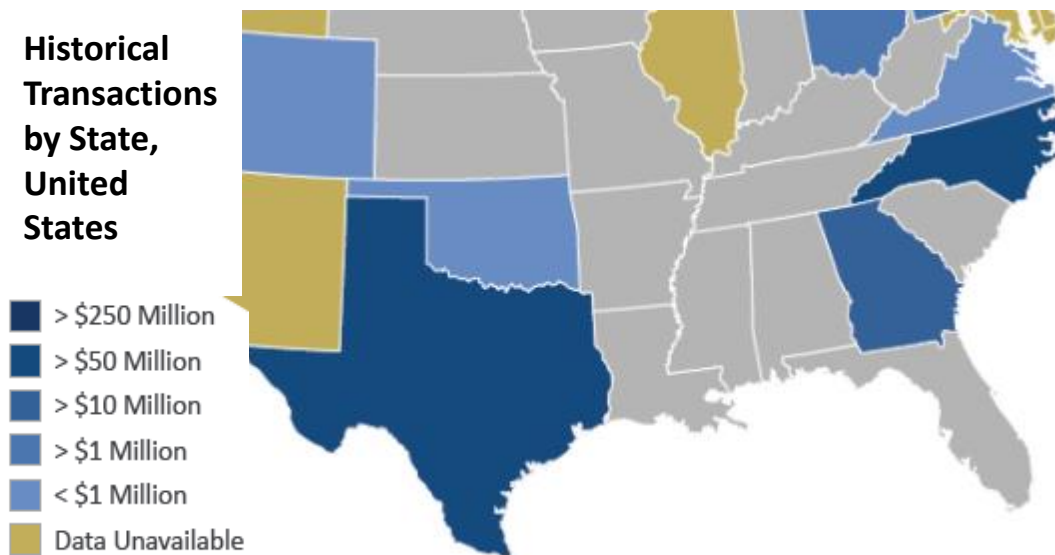 Historical
Transactions
by State,
United
States
> $250 Million
> $50 Million
> $10 Million
> $1 Million
< $1 Million
Data Unavailable